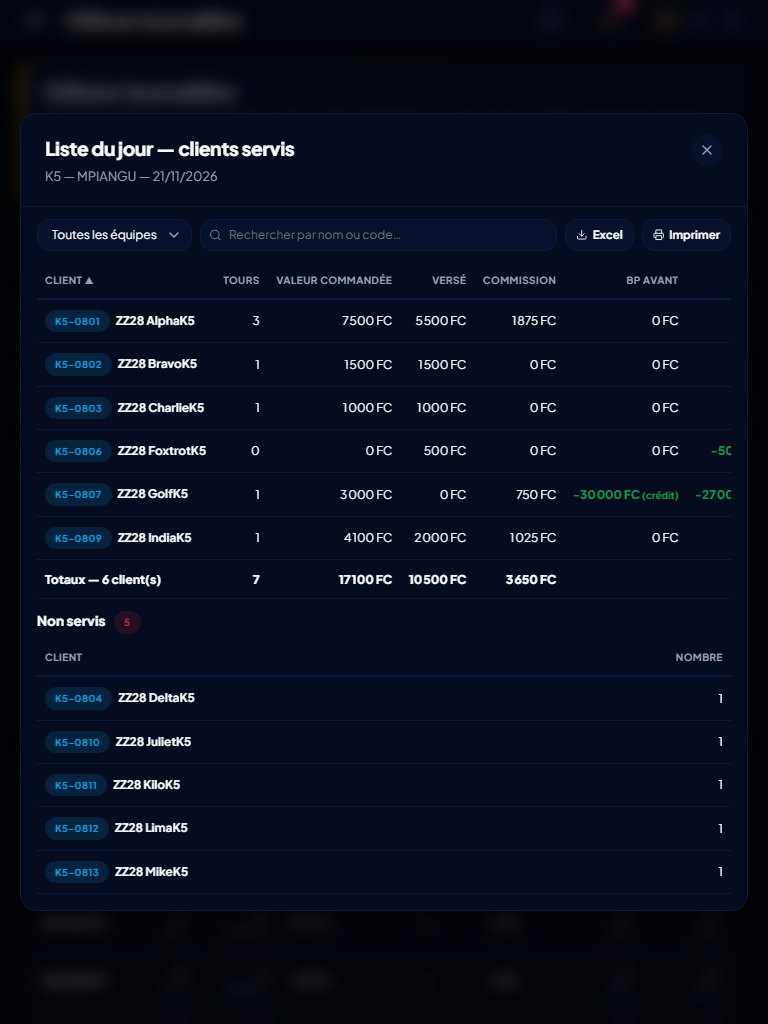 Liste du jour — clients servis
K5 — MPIANGU — 21/11/2026
Toutes les équipes Rechercher par nom ou code... Excel Imprimer
CLIENT ▲ TOURS VALEUR COMMANDÉE VERSÉ COMMISSION BP AVANT
K5-0801 ZZ28 AlphaK5 3 7500 FC 5500 FC 1875 FC 0 FC
K5-0802 ZZ28 BravoK5 1 1500 FC 1500 FC 0 FC 0 FC
K5-0803 ZZ28 CharlieK5 1 1000 FC 1000 FC 0 FC 0 FC
K5-0806 ZZ28 FoxtrotK5 0 0 FC 500 FC 0 FC 0 FC -50
K5-0807 ZZ28 GolfK5 1 3000 FC 0 FC 750 FC -30000 FC (crédit) -2700
K5-0809 ZZ28 IndiaK5 1 4100 FC 2000 FC 1025 FC 0 FC
Totaux — 6 client(s) 7 17100 FC 10500 FC 3650 FC
Non servis 5
CLIENT NOMBRE
K5-0804 ZZ28 DeltaK5 1
K5-0810 ZZ28 JulietK5 1
K5-0811 ZZ28 KiloK5 1
K5-0812 ZZ28 LimaK5 1
K5-0813 ZZ28 MikeK5 1